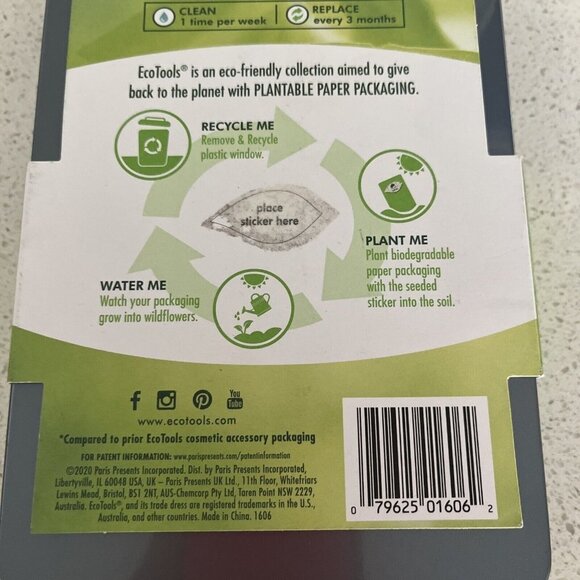 CLEAN
1 time per week
REPLACE
every 3 months
EcoTools® is an eco-friendly collection aimed to give
back to the planet with PLANTABLE PAPER PACKAGING.
RECYCLE ME
Remove & Recycle
plastic window.
place
sticker here
PLANT ME
Plant biodegradable
paper packaging
with the seeded
sticker into the soil.
WATER ME
Watch your packaging
grow into wildflowers.
You
Tube
www.ecotools.com
*Compared to prior EcoTools cosmetic accessory packaging
FOR PATENT INFORMATION: www.parispresents.com/patentinformation
©2020 Paris Presents Incorporated. Dist. by Paris Presents Incorporated,
Libertyville, IL 60048 USA, UK – Paris Presents UK Ltd., 11th Floor, Whitefriars
Lewins Mead, Bristol, BS1 2NT, AUS-Chemcorp Pty Ltd, Taren Point NSW 2229,
Australia. EcoTools®, and its trade dress are registered trademarks in the U.S.,
Australia, and other countries. Made in China. 1606
0 79625 01606 2